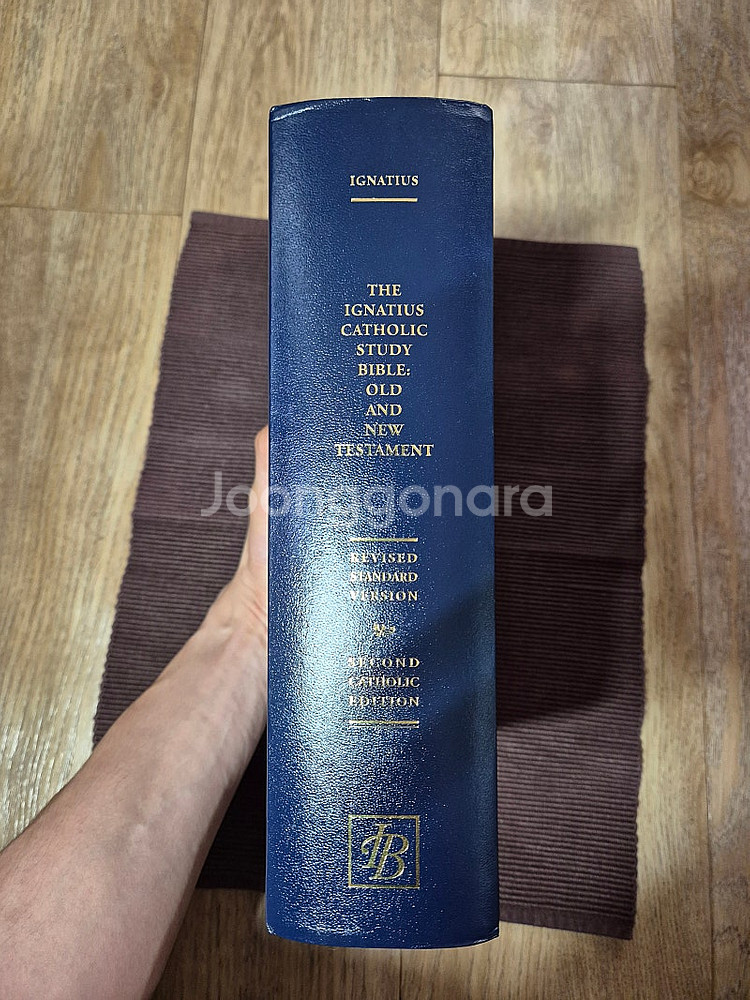 IGNATIUS
THE
IGNATIUS
CATHOLIC
STUDY
BIBLE:
OLD
AND
NEW
TESTAMENT
Joonggonara
REVISED
STANDARD
VERSION
SECOND
CATHOLIC
EDITION
IB